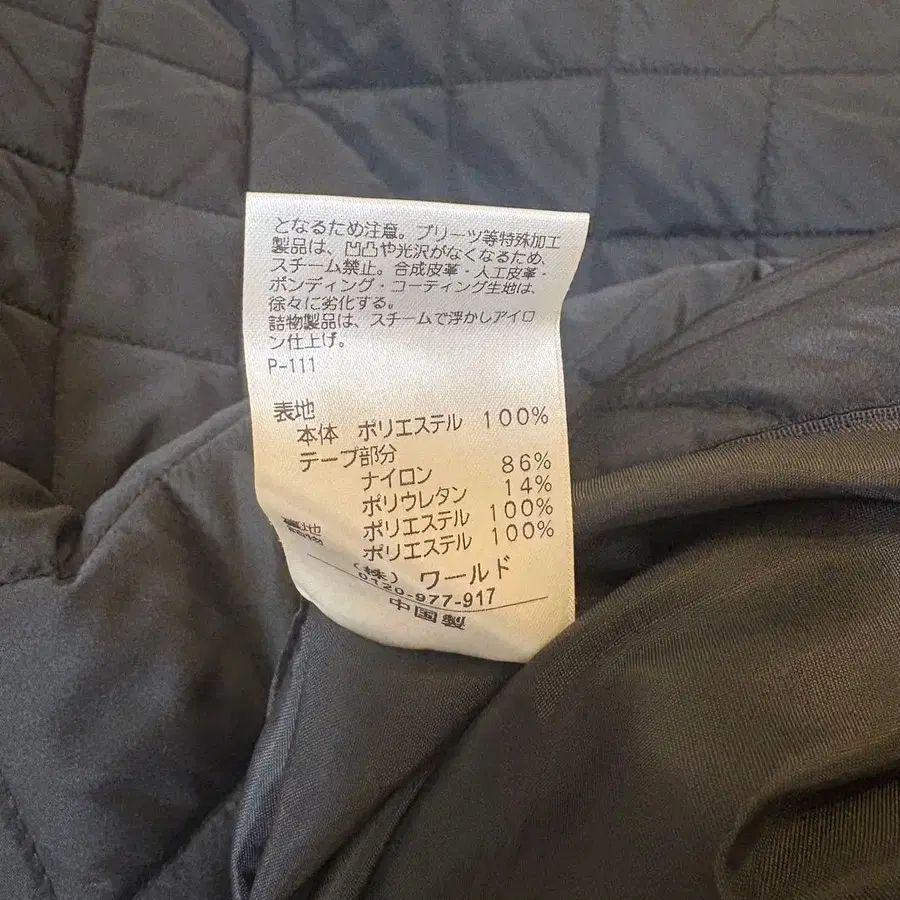 となるため注意。プリーツ等特殊加工
製品は、凹凸や光沢がなくなるため、
スチーム禁止。合成皮革・人工皮革・
ボンディング・コーティング生地は、
徐々に劣化する。
詰物製品は、スチームで浮かしアイロ
ン仕上げ。
P-111
表地
本体 ポリエステル 100%
テープ部分
ナイロン 86%
ポリウレタン 14%
裏地 ポリエステル 100%
詰物 ポリエステル 100%
(株) ワールド
0120-977-917
中国製